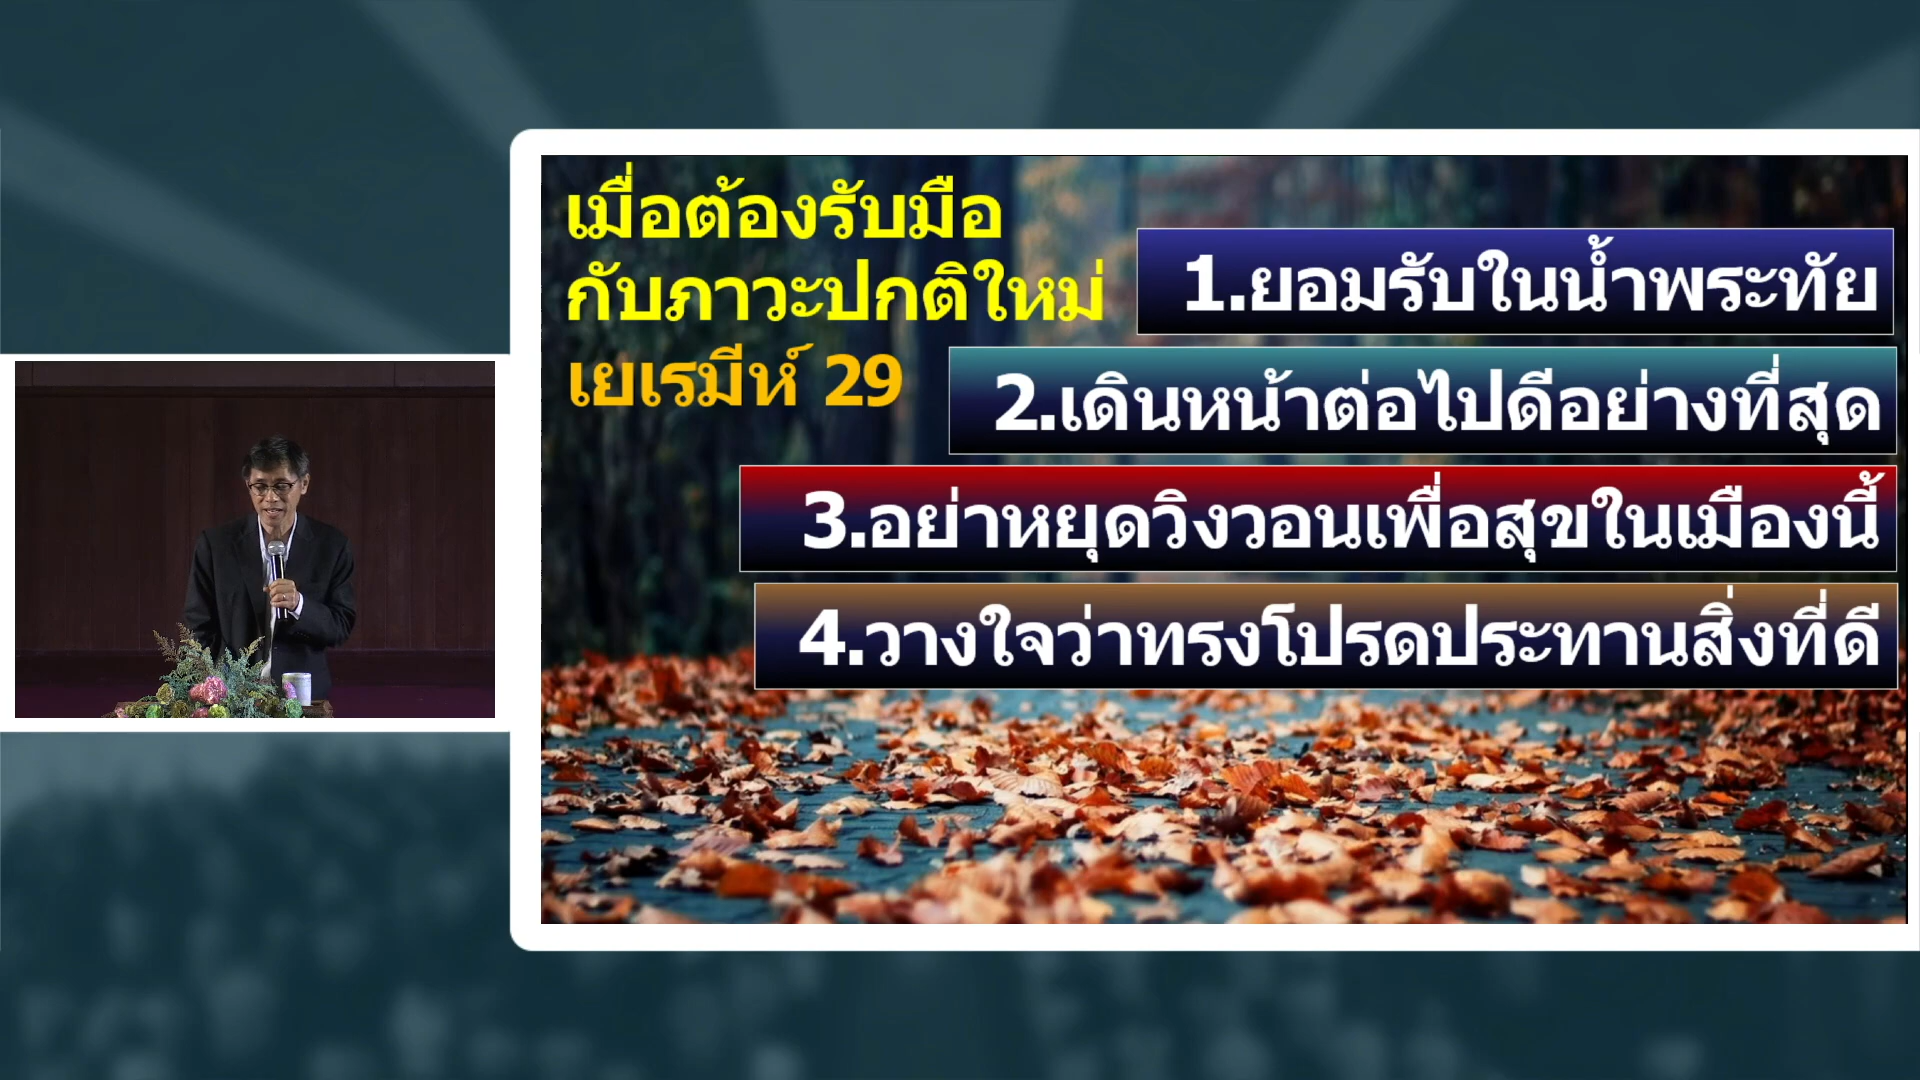 เมื่อต้องรับมือ
กับภาวะปกติใหม่
เยเรมีห์ 29
1.ยอมรับในน้ำพระทัย
2.เดินหน้าต่อไปดีอย่างที่สุด
3.อย่าหยุดวิงวอนเพื่อสุขในเมืองนี้
4.วางใจว่าทรงโปรดประทานสิ่งที่ดี